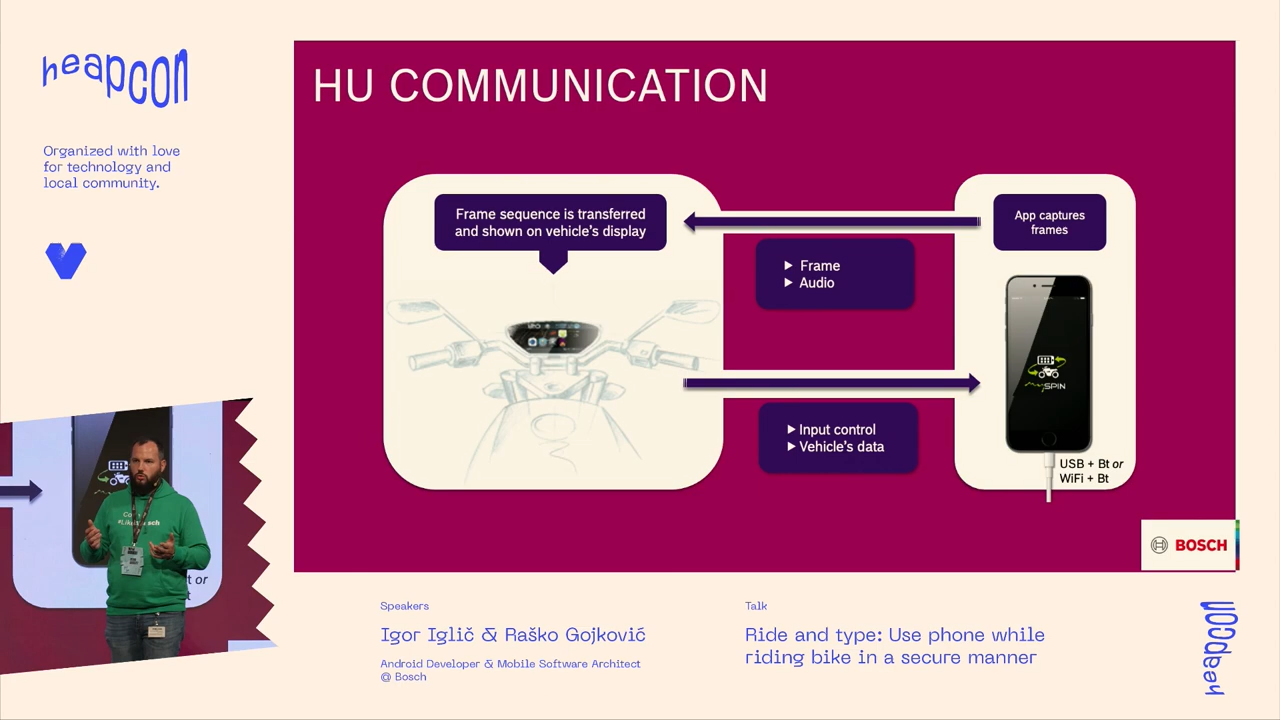 heapcon
Organized with love
for technology and
local community.
HU COMMUNICATION
Frame sequence is transferred
and shown on vehicle's display
App captures
frames
▶ Frame
▶ Audio
▶ Input control
▶ Vehicle's data
mySPIN
USB + Bt or
WiFi + Bt
BOSCH
t or
t
Speakers
Igor Iglič & Raško Gojković
Android Developer & Mobile Software Architect
@ Bosch
Talk
Ride and type: Use phone while
riding bike in a secure manner
heapcon